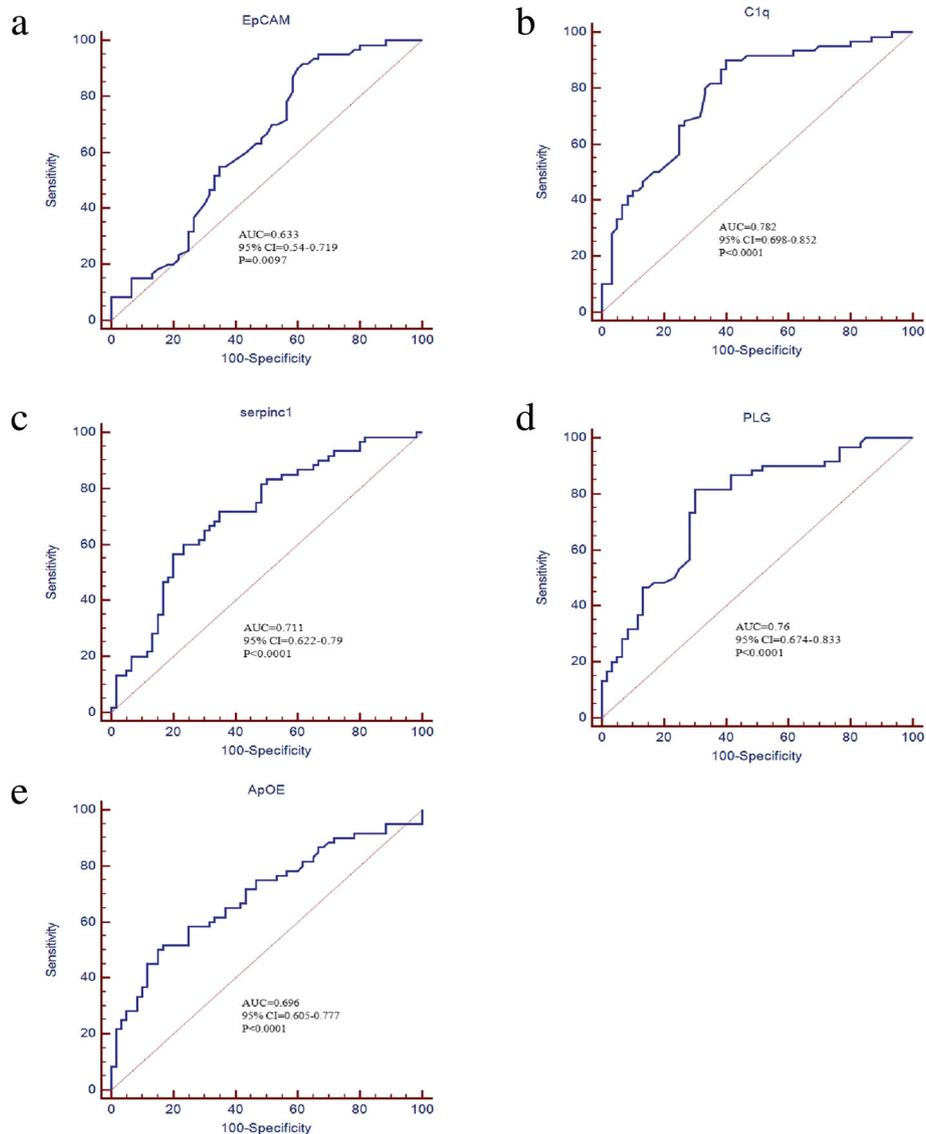 a
EpCAM
100
80
60
40
20
0
Sensitivity
AUC=0.633
95% CI=0.54-0.719
P=0.0097
0 20 40 60 80 100
100-Specificity
b
C1q
100
80
60
40
20
0
Sensitivity
AUC=0.782
95% CI=0.698-0.852
P<0.0001
0 20 40 60 80 100
100-Specificity
c
serpinc1
100
80
60
40
20
0
Sensitivity
AUC=0.711
95% CI=0.622-0.79
P<0.0001
0 20 40 60 80 100
100-Specificity
d
PLG
100
80
60
40
20
0
Sensitivity
AUC=0.76
95% CI=0.674-0.833
P<0.0001
0 20 40 60 80 100
100-Specificity
e
ApOE
100
80
60
40
20
0
Sensitivity
AUC=0.696
95% CI=0.605-0.777
P<0.0001
0 20 40 60 80 100
100-Specificity